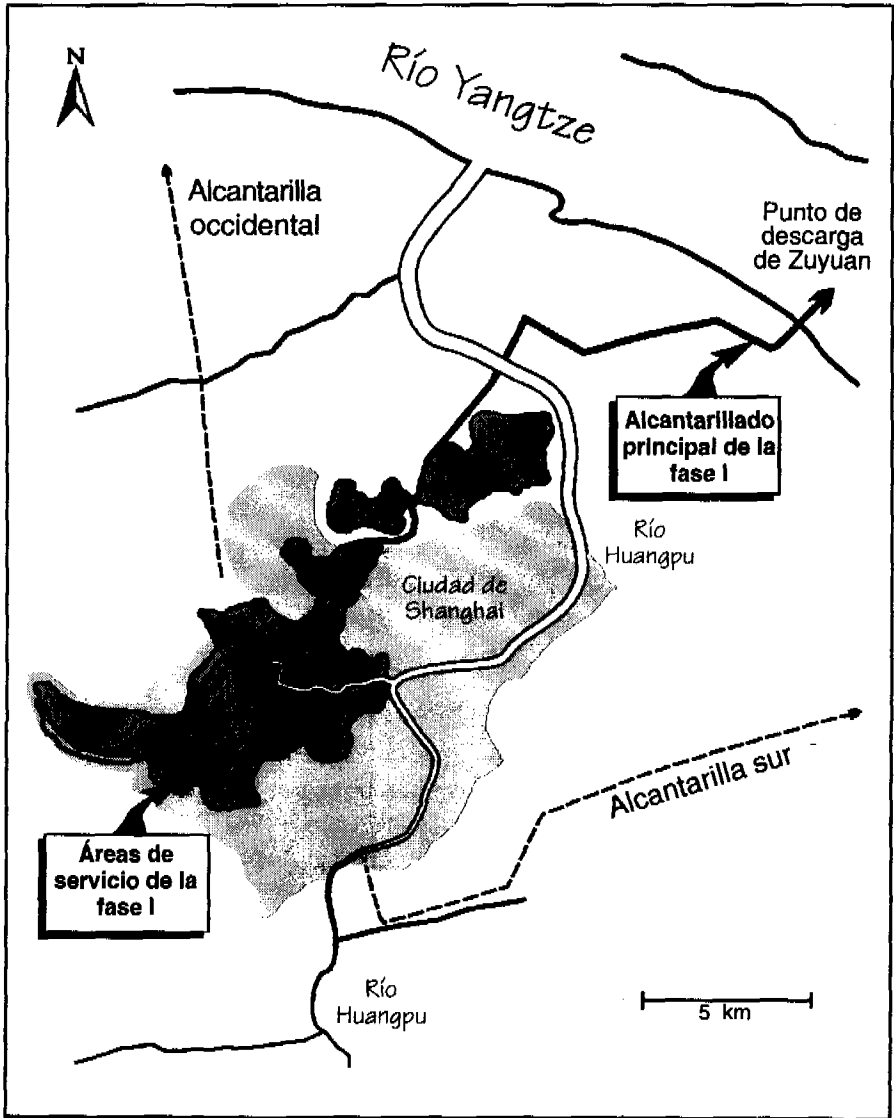 N
Río Yangtze
Alcantarilla
occidental
Punto de
descarga
de Zuyuan
Alcantarillado
principal de la
fase I
Río
Huangpu
Ciudad de
Shanghai
Alcantarilla sur
Áreas de
servicio de la
fase I
Río
Huangpu
5 km